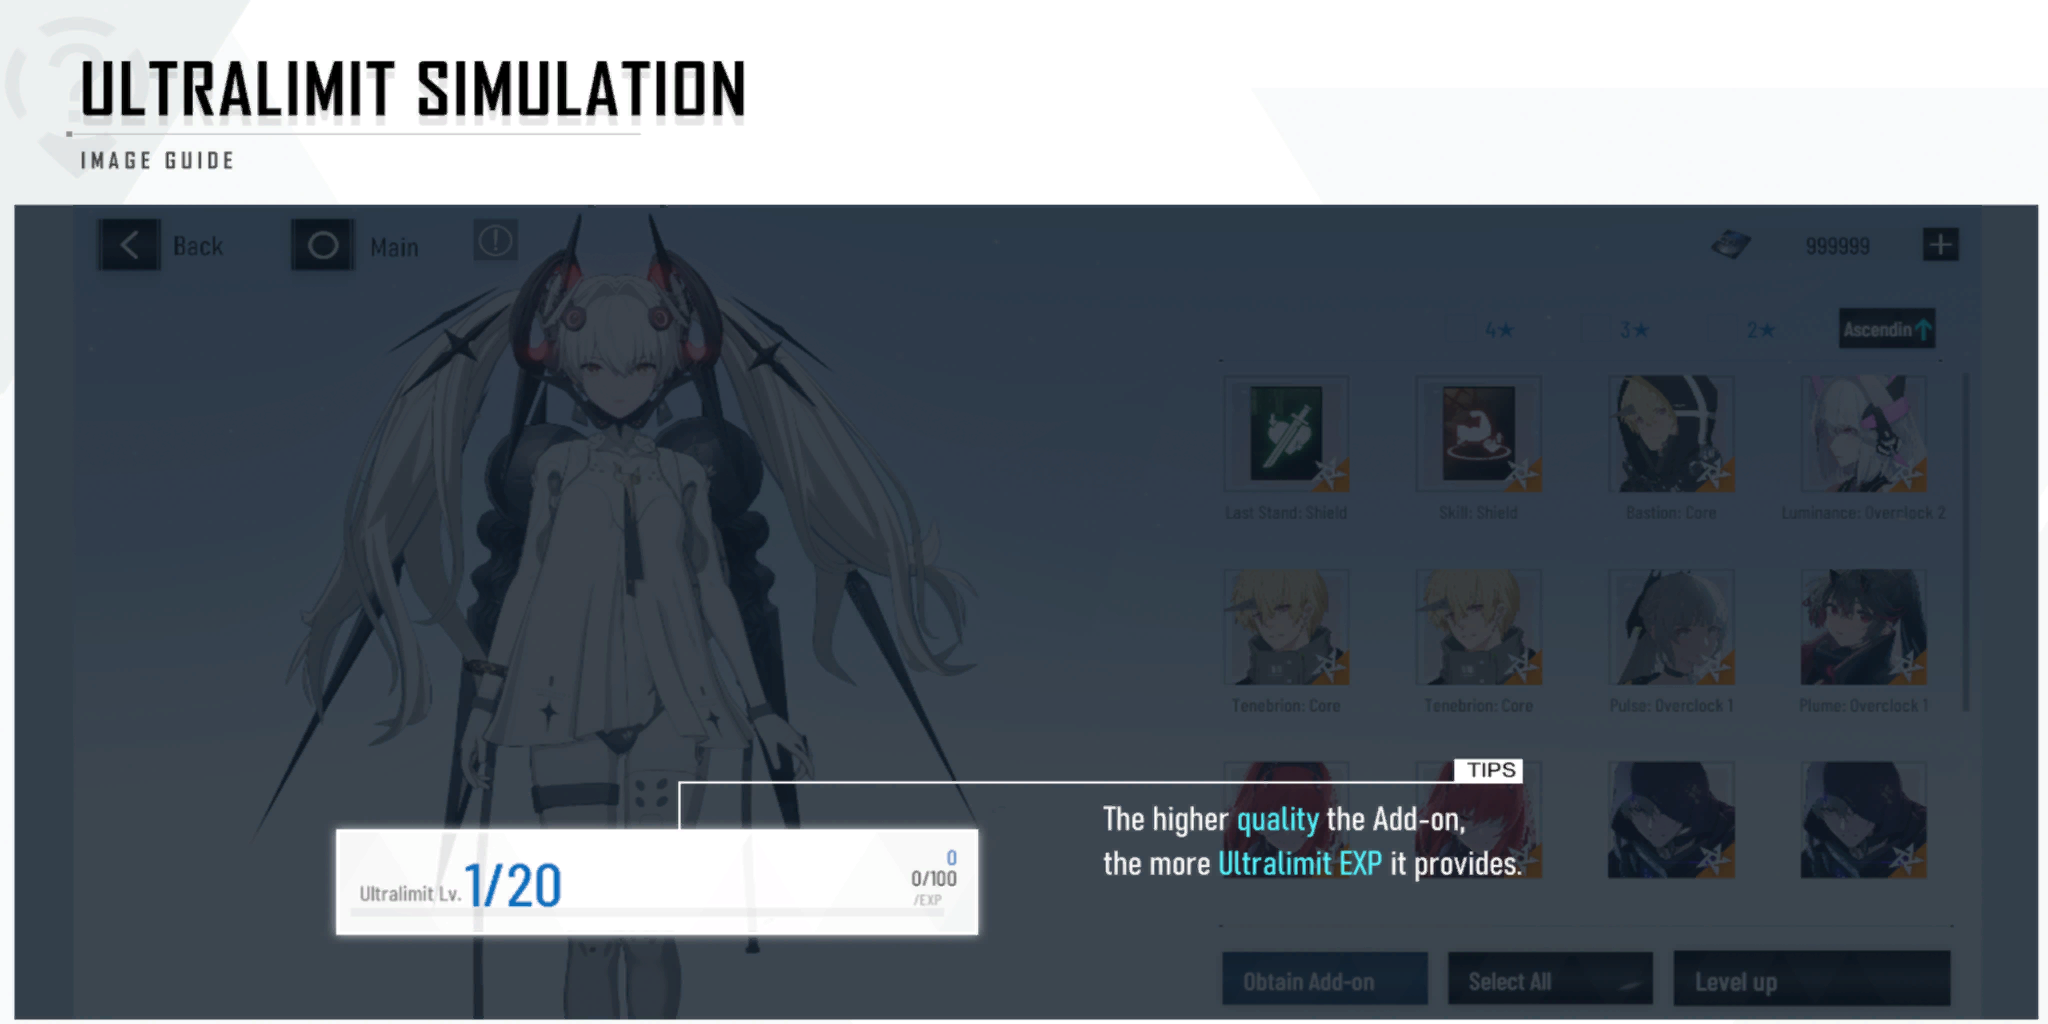 ULTRALIMIT SIMULATION
IMAGE GUIDE
Back
Main
999999
4★
3★
2★
Ascendin
Last Stand: Shield
Skill: Shield
Bastion: Core
Luminance: Overclock 2
Tenebrion: Core
Tenebrion: Core
Pulse: Overclock 1
Plume: Overclock 1
TIPS
The higher quality the Add-on,
the more Ultralimit EXP it provides.
Ultralimit Lv. 1/20
0
0/100
/EXP
Obtain Add-on
Select All
Level up